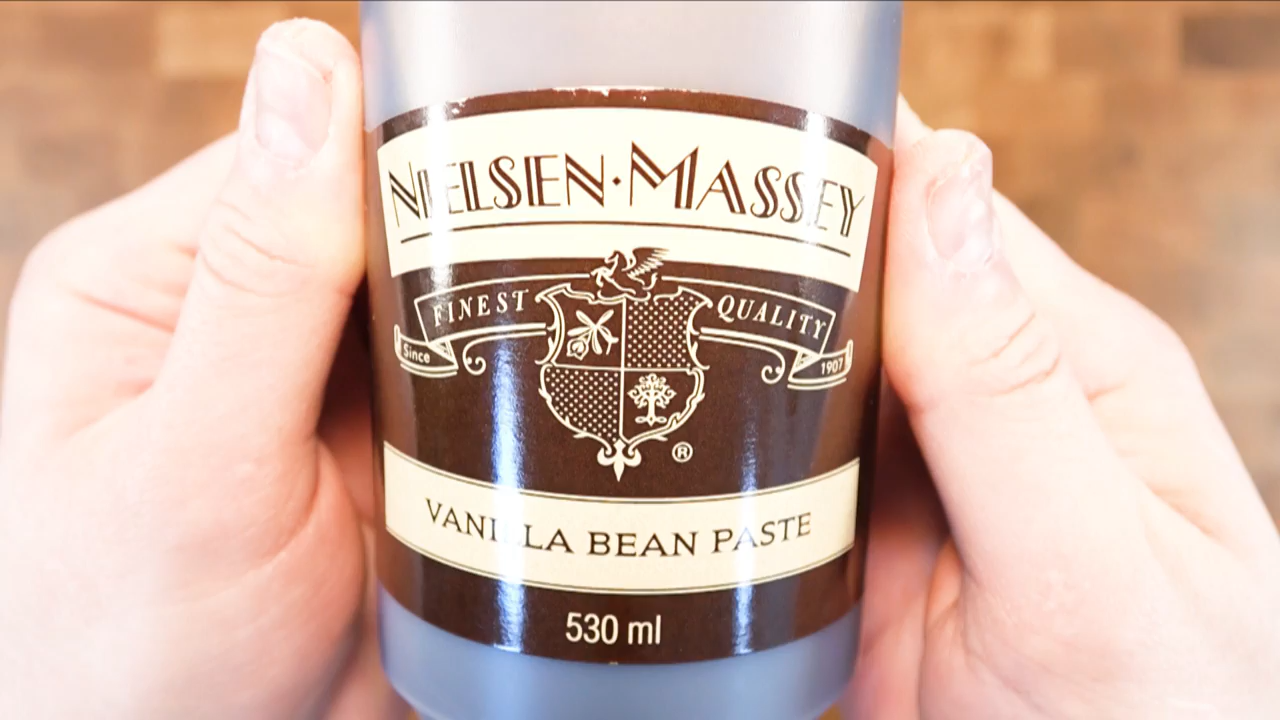 NIELSEN·MASSEY
FINEST QUALITY
Since 1907
®
VANILLA BEAN PASTE
530 ml